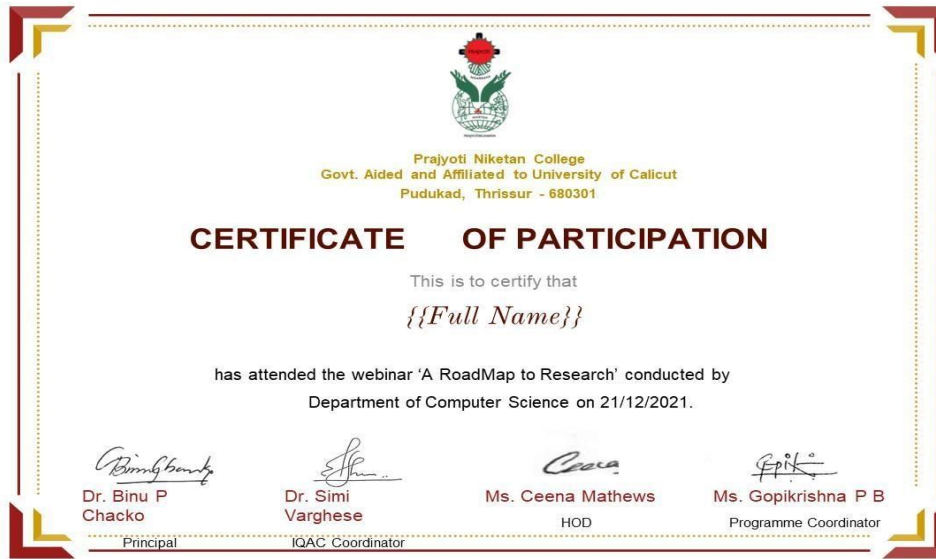 Prajyoti Niketan College
Govt. Aided and Affiliated to University of Calicut
Pudukad, Thrissur - 680301
CERTIFICATE OF PARTICIPATION
This is to certify that
{{Full Name}}
has attended the webinar ‘A RoadMap to Research’ conducted by
Department of Computer Science on 21/12/2021.
Dr. Binu P
Chacko
Principal
Dr. Simi
Varghese
IQAC Coordinator
Ceena
Ms. Ceena Mathews
HOD
Ms. Gopikrishna P B
Programme Coordinator